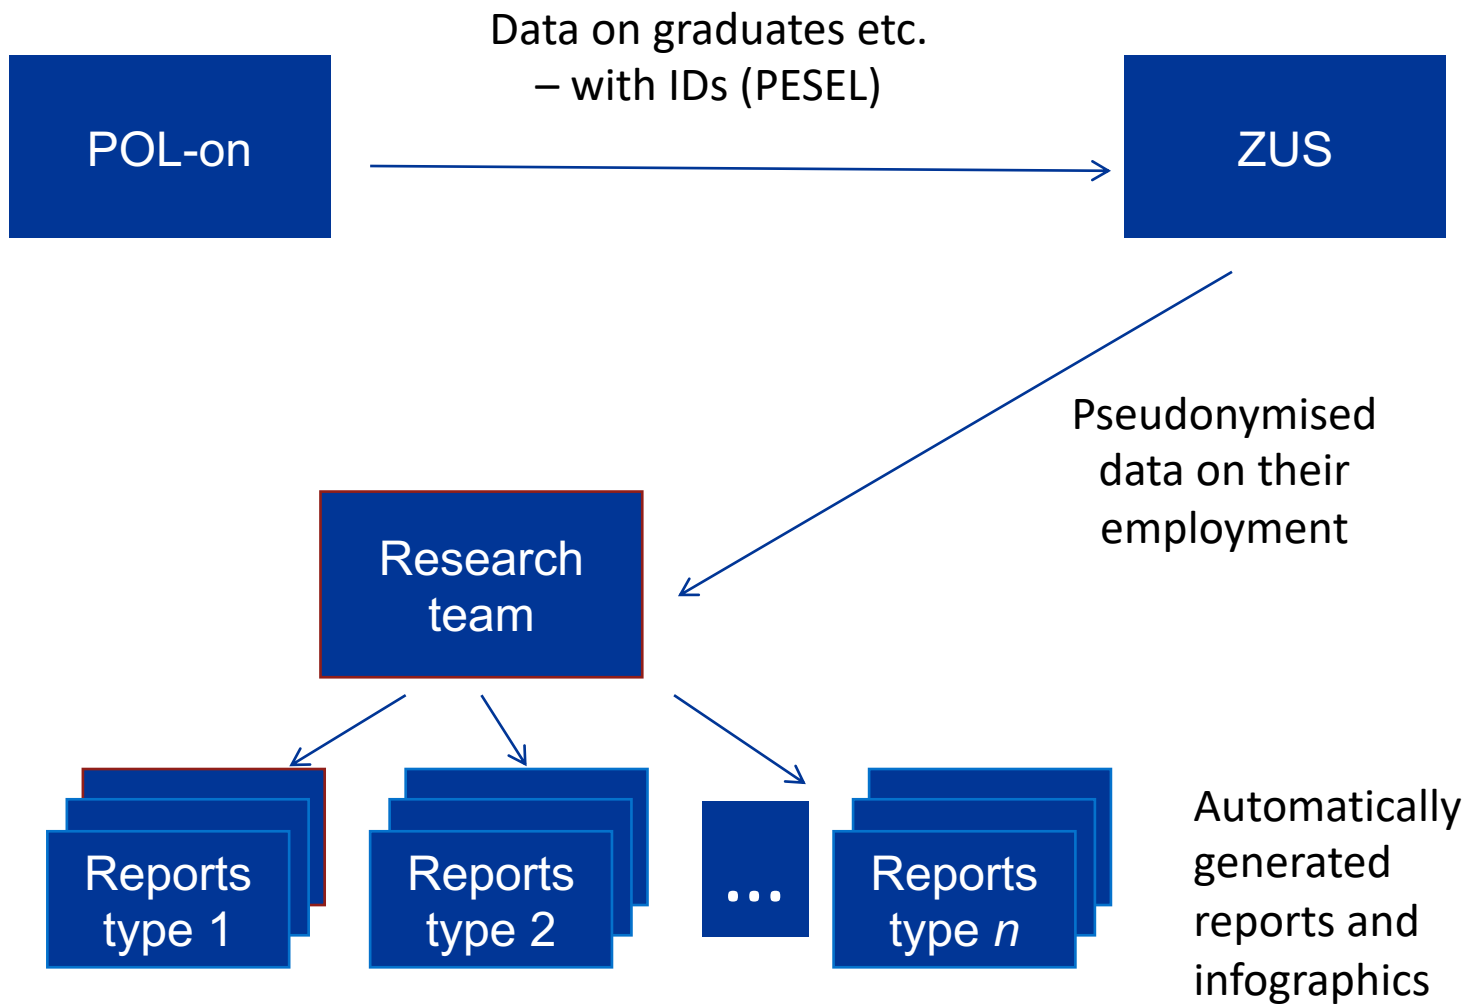 Data on graduates etc.
– with IDs (PESEL)
POL-on
ZUS
Pseudonymised
data on their
employment
Research
team
Reports
type 1
Reports
type 2
...
Reports
type n
Automatically
generated
reports and
infographics